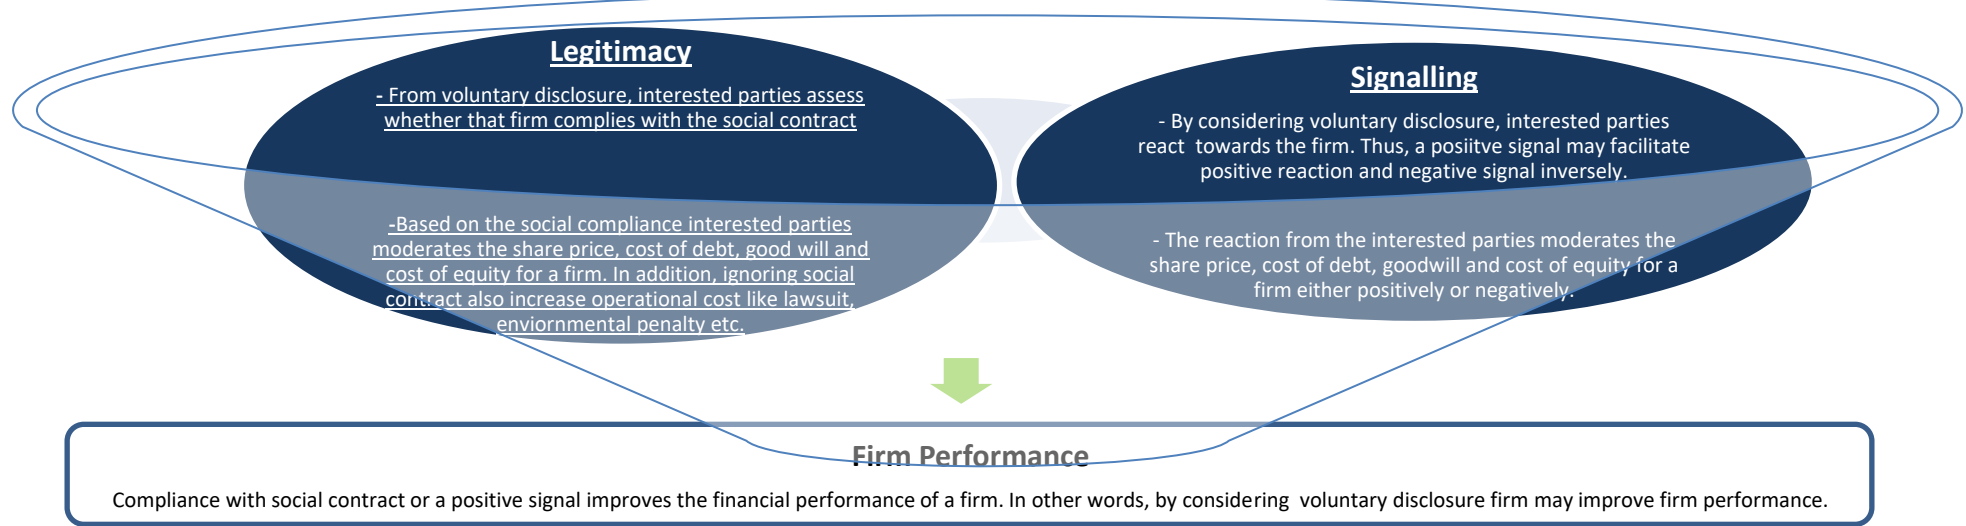 Legitimacy
- From voluntary disclosure, interested parties assess
whether that firm complies with the social contract
-Based on the social compliance interested parties
moderates the share price, cost of debt, good will and
cost of equity for a firm. In addition, ignoring social
contract also increase operational cost like lawsuit,
enviornmental penalty etc.
Signalling
- By considering voluntary disclosure, interested parties
react  towards the firm. Thus, a posiitve signal may facilitate
positive reaction and negative signal inversely.
- The reaction from the interested parties moderates the
share price, cost of debt, goodwill and cost of equity for a
firm either positively or negatively.
Firm Performance
Compliance with social contract or a positive signal improves the financial performance of a firm. In other words, by considering  voluntary disclosure firm may improve firm performance.